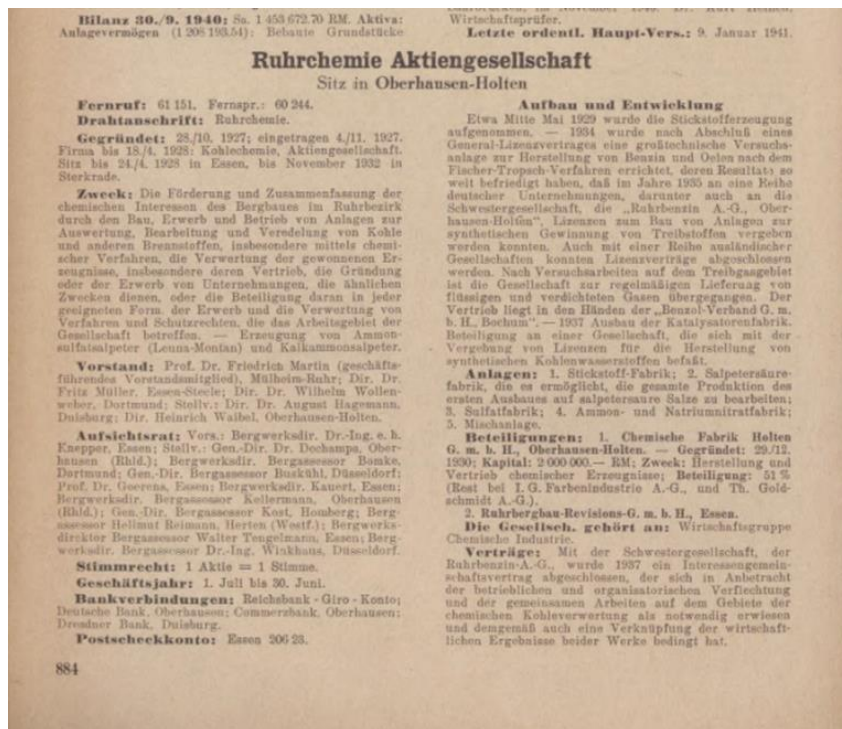 Bilanz 30./9. 1940: Sa. 1 453 672.70 RM. Aktiva:
Anlagevermögen (1 208 193.54): Bebaute Grundstücke
Wirtschaftsprüfer.
Letzte ordentl. Haupt-Vers.: 9. Januar 1941.
Ruhrchemie Aktiengesellschaft
Sitz in Oberhausen-Holten
Fernruf: 61 151. Fernspr.: 60 244.
Drahtanschrift: Ruhrchemie.
Gegründet: 28./10. 1927; eingetragen 4./11. 1927.
Firma bis 18./4. 1928: Kohlechemie, Aktiengesellschaft.
Sitz bis 24./4. 1928 in Essen, bis November 1932 in
Sterkrade.
Zweck: Die Förderung und Zusammenfassung der
chemischen Interessen des Bergbaues im Ruhrbezirk
durch den Bau, Erwerb und Betrieb von Anlagen zur
Auswertung, Bearbeitung und Veredelung von Kohle
und anderen Brennstoffen, insbesondere mittels chemi-
scher Verfahren, die Verwertung der gewonnenen Er-
zeugnisse, insbesondere deren Vertrieb, die Gründung
oder der Erwerb von Unternehmungen, die ähnlichen
Zwecken dienen, oder die Beteiligung daran in jeder
geeigneten Form, der Erwerb und die Verwertung von
Verfahren und Schutzrechten, die das Arbeitsgebiet der
Gesellschaft betreffen. — Erzeugung von Ammon-
sulfatsalpeter (Leuna-Montan) und Kalkammonsalpeter.
Vorstand: Prof. Dr. Friedrich Martin (geschäfts-
führendes Vorstandsmitglied), Mülheim-Ruhr; Dir. Dr.
Fritz Müller, Essen-Steele; Dir. Dr. Wilhelm Wollen-
weber, Dortmund; Stellv.: Dir. Dr. August Hagemann,
Duisburg; Dir. Heinrich Waibel, Oberhausen-Holten.
Aufsichtsrat: Vors.: Bergwerksdir. Dr.-Ing. e. h.
Knepper, Essen; Stellv.: Gen.-Dir. Dr. Dechamps, Ober-
hausen (Rhld.); Bergwerksdir. Bergassessor Bomke,
Dortmund; Gen.-Dir. Bergassessor Buskühl, Düsseldorf;
Prof. Dr. Goerens, Essen; Bergwerksdir. Kauert, Essen;
Bergwerksdir. Bergassessor Kellermann, Oberhausen
(Rhld.); Gen.-Dir. Bergassessor Kost, Homberg; Berg-
assessor Hellmut Reimann, Herten (Westf.); Bergwerks-
direktor Bergassessor Walter Tengelmann, Essen; Berg-
werksdir. Bergassessor Dr.-Ing. Winkhaus, Düsseldorf.
Stimmrecht: 1 Aktie = 1 Stimme.
Geschäftsjahr: 1. Juli bis 30. Juni.
Bankverbindungen: Reichsbank-Giro-Konto;
Deutsche Bank, Oberhausen; Commerzbank, Oberhausen;
Dresdner Bank, Duisburg.
Postscheckkonto: Essen 206 23.
Aufbau und Entwicklung
Etwa Mitte Mai 1929 wurde die Stickstofferzeugung
aufgenommen. — 1934 wurde nach Abschluß eines
General-Lizenzvertrages eine großtechnische Versuchs-
anlage zur Herstellung von Benzin und Oelen nach dem
Fischer-Tropsch-Verfahren errichtet, deren Resultate so
weit befriedigt haben, daß im Jahre 1935 an eine Reihe
deutscher Unternehmungen, darunter auch an die
Schwestergesellschaft, die „Ruhrbenzin A.-G., Ober-
hausen-Holten“, Lizenzen zum Bau von Anlagen zur
synthetischen Gewinnung von Treibstoffen vergeben
werden konnten. Auch mit einer Reihe ausländischer
Gesellschaften konnten Lizenzverträge abgeschlossen
werden. Nach Versuchsarbeiten auf dem Treibgasgebiet
ist die Gesellschaft zur regelmäßigen Lieferung von
flüssigen und verdichteten Gasen übergegangen. Der
Vertrieb liegt in den Händen der „Benzol-Verband G. m.
b. H., Bochum“. — 1937 Ausbau der Katalysatorenfabrik.
Beteiligung an einer Gesellschaft, die sich mit der
Vergebung von Lizenzen für die Herstellung von
synthetischen Kohlenwasserstoffen befaßt.
Anlagen: 1. Stickstoff-Fabrik; 2. Salpetersäure-
fabrik, die es ermöglicht, die gesamte Produktion des
ersten Ausbaues auf salpetersaure Salze zu bearbeiten;
3. Sulfatfabrik; 4. Ammon- und Natriumnitratfabrik;
5. Mischanlage.
Beteiligungen: 1. Chemische Fabrik Holten
G. m. b. H., Oberhausen-Holten. — Gegründet: 29./12.
1930; Kapital: 2 000 000.— RM; Zweck: Herstellung und
Vertrieb chemischer Erzeugnisse; Beteiligung: 51 %
(Rest bei I. G. Farbenindustrie A.-G., und Th. Gold-
schmidt A.-G.).
2. Ruhrbergbau-Revisions-G. m. b. H., Essen.
Die Gesellsch. gehört an: Wirtschaftsgruppe
Chemische Industrie.
Verträge: Mit der Schwestergesellschaft, der
Ruhrbenzin-A.-G., wurde 1937 ein Interessengemein-
schaftsvertrag abgeschlossen, der sich in Anbetracht
der betrieblichen und organisatorischen Verflechtung
und der gemeinsamen Arbeiten auf dem Gebiete der
chemischen Kohleverwertung als notwendig erwiesen
und demgemäß auch eine Verknüpfung der wirtschaft-
lichen Ergebnisse beider Werke bedingt hat.
884